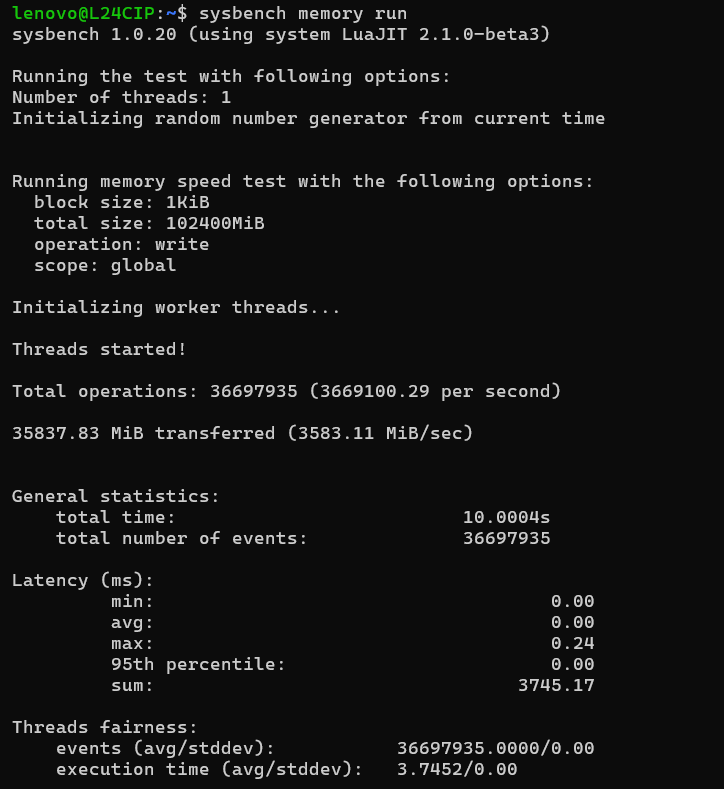 lenovo@L24CIP:~$ sysbench memory run
sysbench 1.0.20 (using system LuaJIT 2.1.0-beta3)

Running the test with following options:
Number of threads: 1
Initializing random number generator from current time


Running memory speed test with the following options:
  block size: 1KiB
  total size: 102400MiB
  operation: write
  scope: global

Initializing worker threads...

Threads started!

Total operations: 36697935 (3669100.29 per second)

35837.83 MiB transferred (3583.11 MiB/sec)


General statistics:
    total time:                          10.0004s
    total number of events:              36697935

Latency (ms):
         min:                                    0.00
         avg:                                    0.00
         max:                                    0.24
         95th percentile:                        0.00
         sum:                                 3745.17

Threads fairness:
    events (avg/stddev):           36697935.0000/0.00
    execution time (avg/stddev):   3.7452/0.00